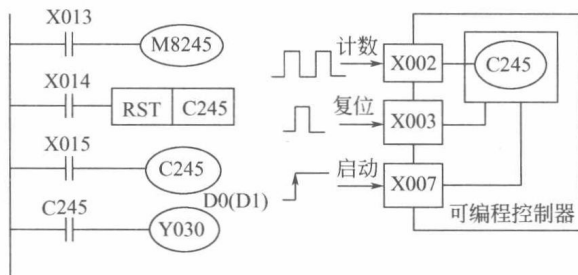 X013
M8245
X014
RST C245
X015
C245
D0(D1)
C245
Y030
计数
X002
C245
复位
X003
启动
X007
可编程控制器